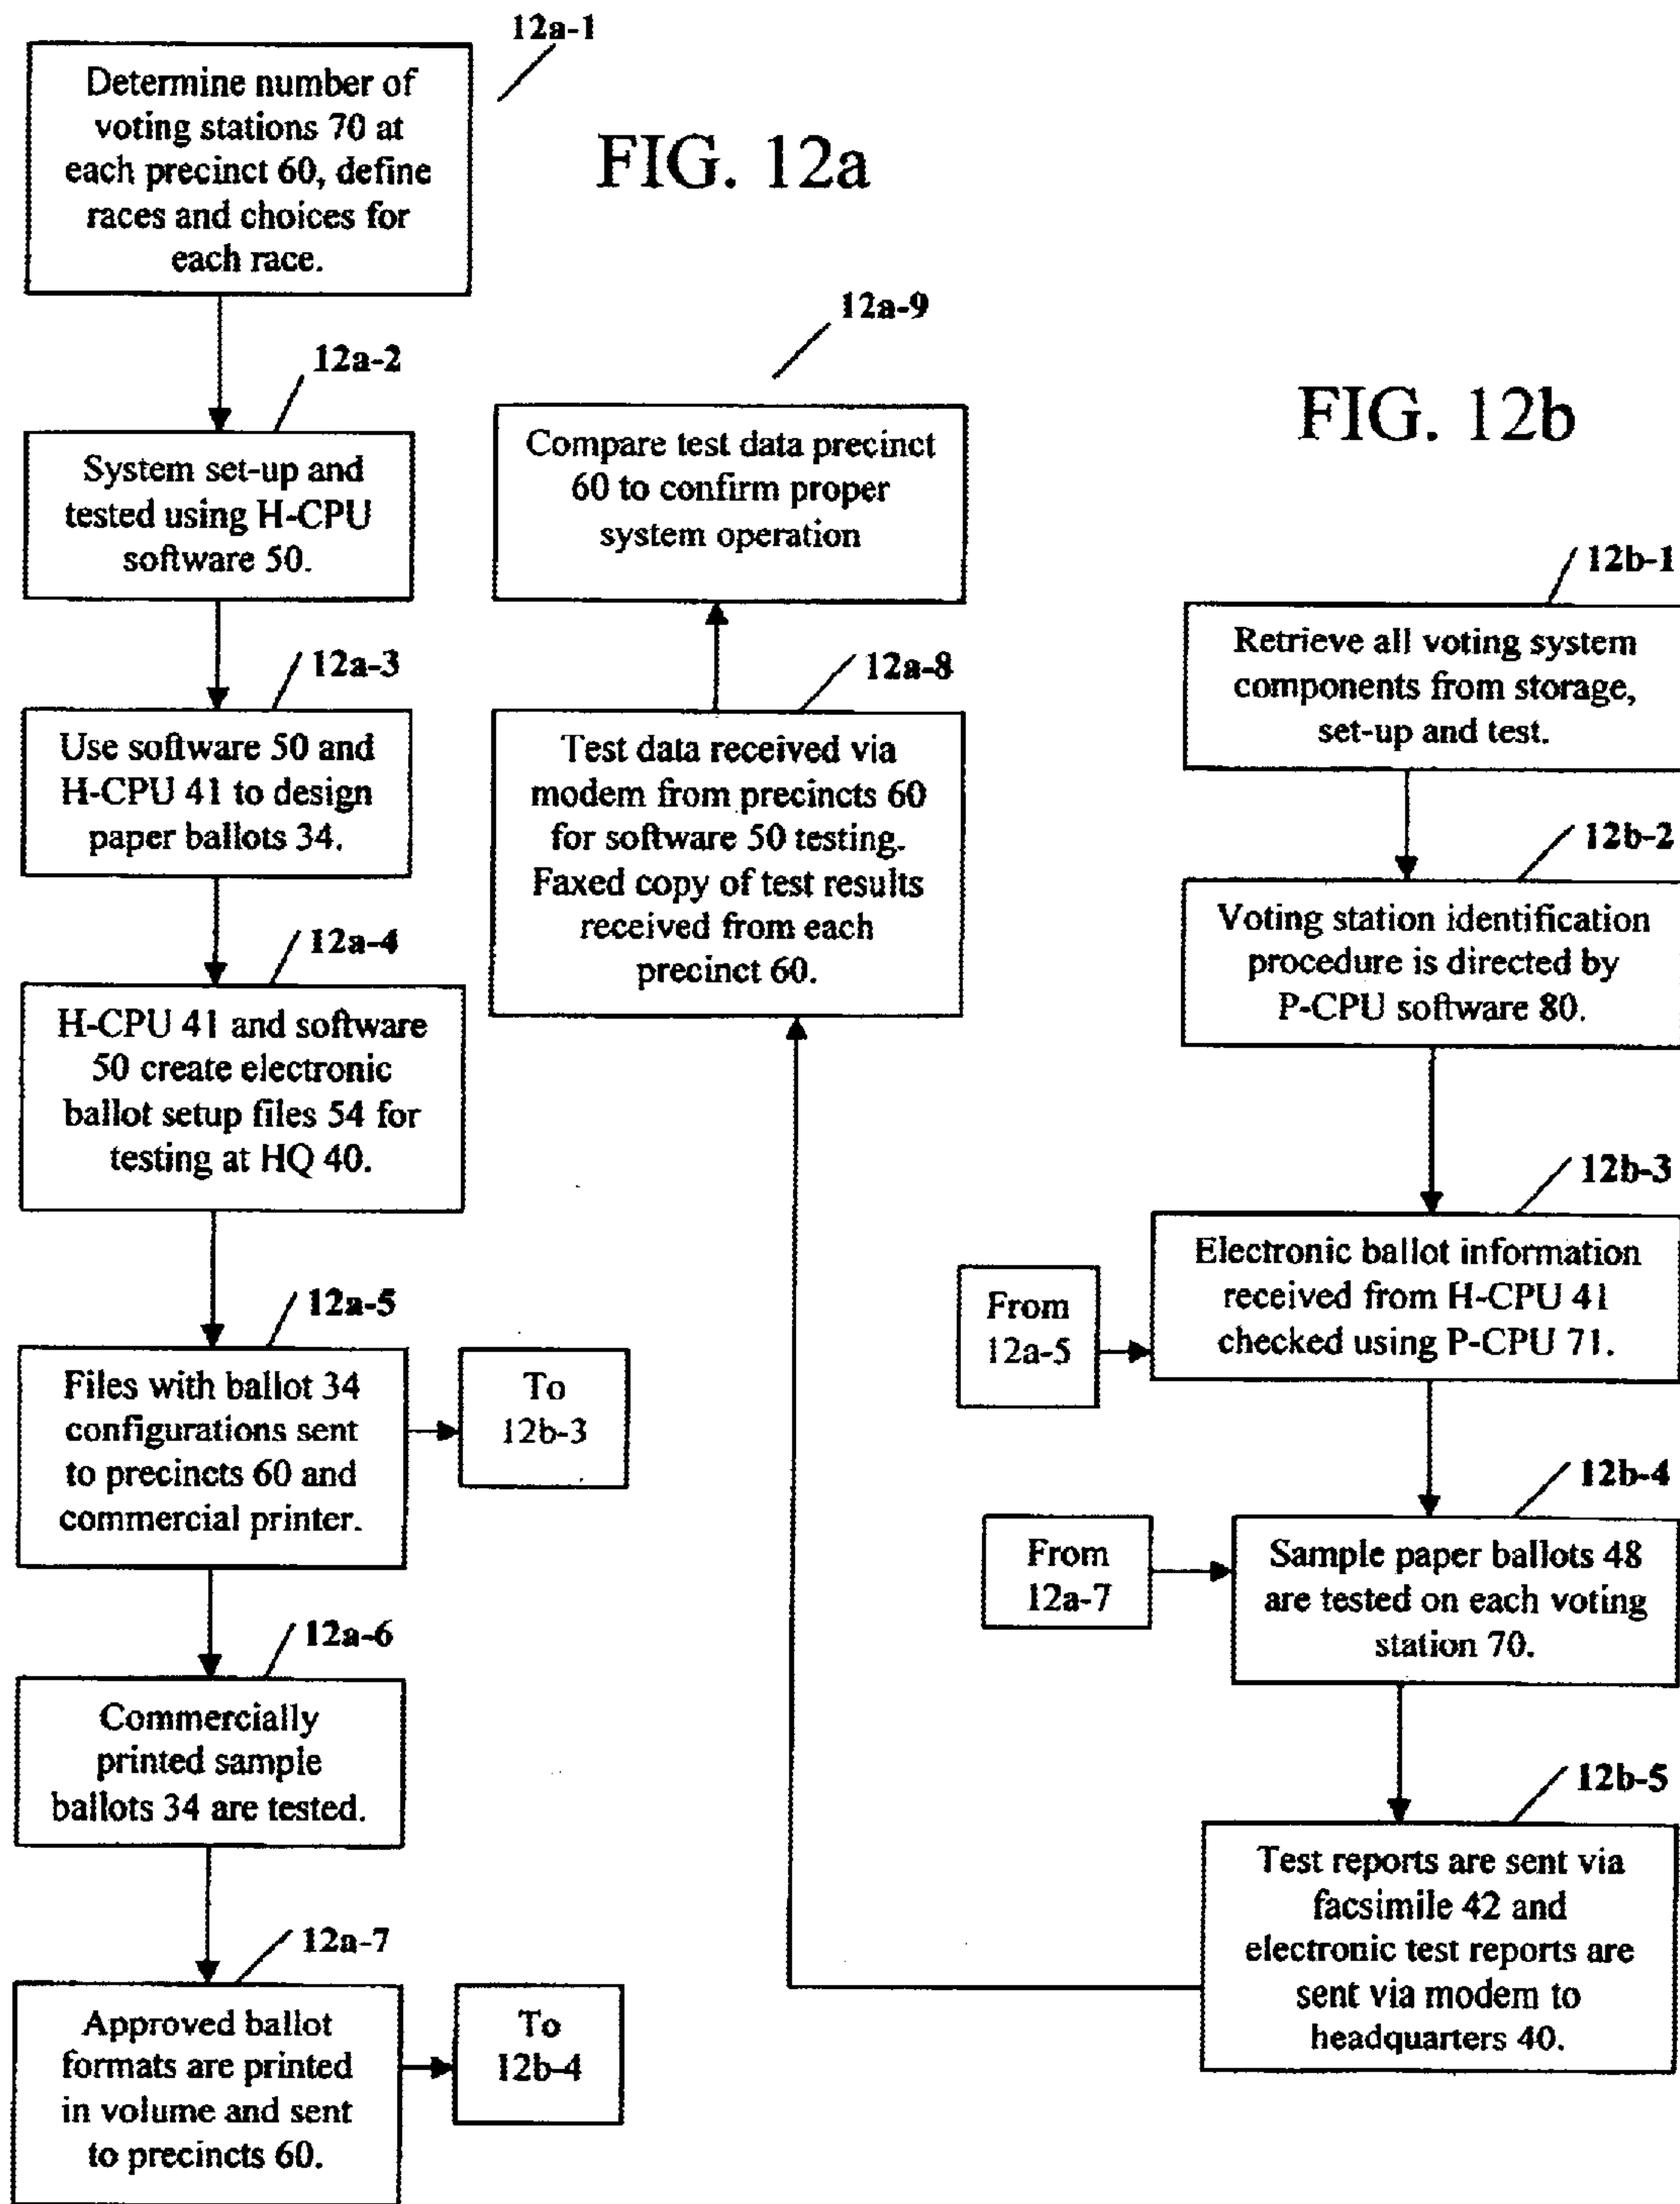 12a-1
Determine number of
voting stations 70 at
each precinct 60, define
races and choices for
each race.
FIG. 12a
12a-2
System set-up and
tested using H-CPU
software 50.
12a-3
Use software 50 and
H-CPU 41 to design
paper ballots 34.
12a-4
H-CPU 41 and software
50 create electronic
ballot setup files 54 for
testing at HQ 40.
12a-5
Files with ballot 34
configurations sent
to precincts 60 and
commercial printer.
To
12b-3
12a-6
Commercially
printed sample
ballots 34 are tested.
12a-7
Approved ballot
formats are printed
in volume and sent
to precincts 60.
To
12b-4
12a-9
Compare test data precinct
60 to confirm proper
system operation
12a-8
Test data received via
modem from precincts 60
for software 50 testing.
Faxed copy of test results
received from each
precinct 60.
FIG. 12b
12b-1
Retrieve all voting system
components from storage,
set-up and test.
12b-2
Voting station identification
procedure is directed by
P-CPU software 80.
12b-3
From
12a-5
Electronic ballot information
received from H-CPU 41
checked using P-CPU 71.
12b-4
From
12a-7
Sample paper ballots 48
are tested on each voting
station 70.
12b-5
Test reports are sent via
facsimile 42 and
electronic test reports are
sent via modem to
headquarters 40.